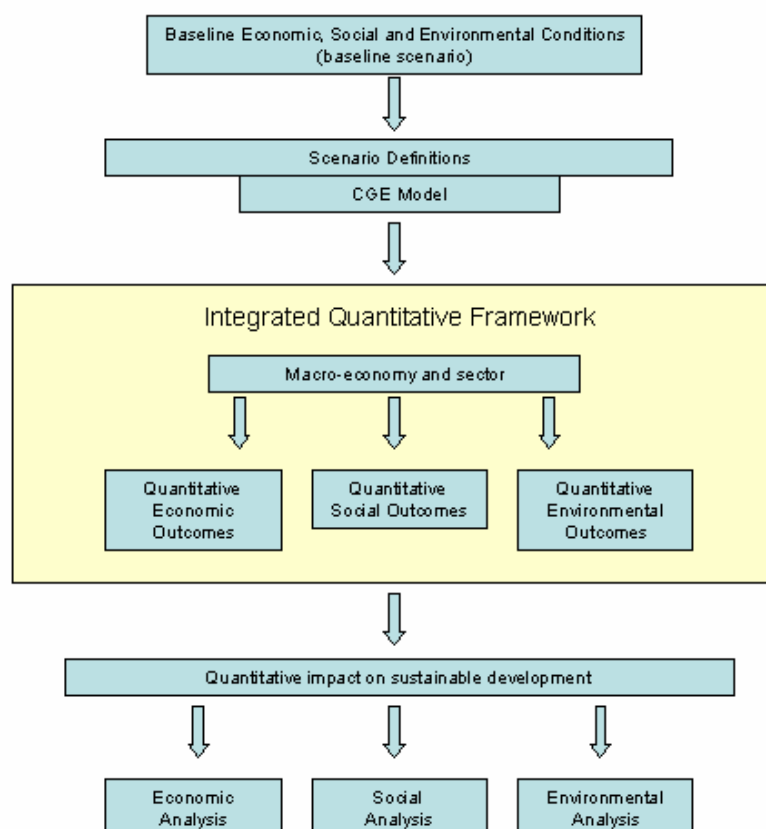 Baseline Economic, Social and Environmental Conditions
(baseline scenario)
Scenario Definitions
CGE Model
Integrated Quantitative Framework
Macro-economy and sector
Quantitative
Economic
Outcomes
Quantitative
Social Outcomes
Quantitative
Environmental
Outcomes
Quantitative impact on sustainable development
Economic
Analysis
Social
Analysis
Environmental
Analysis